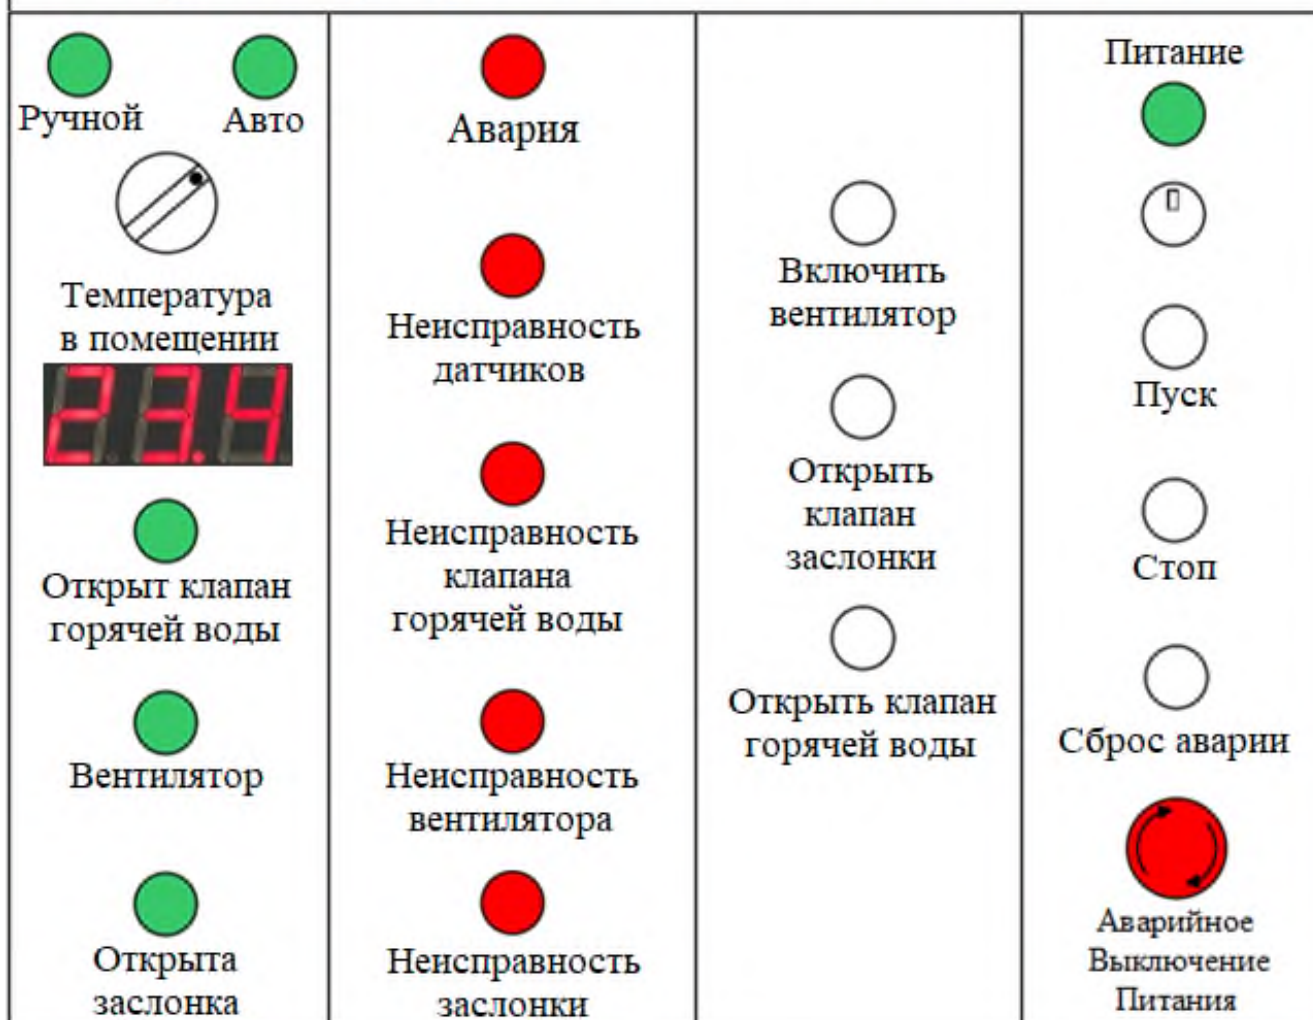 Ручной
Авто
Температура
в помещении
23.4
Открыт клапан
горячей воды
Вентилятор
Открыта
заслонка
Авария
Неисправность
датчиков
Неисправность
клапана
горячей воды
Неисправность
вентилятора
Неисправность
заслонки
Включить
вентилятор
Открыть
клапан
заслонки
Открыть клапан
горячей воды
Питание
Пуск
Стоп
Сброс аварии
Аварийное
Выключение
Питания